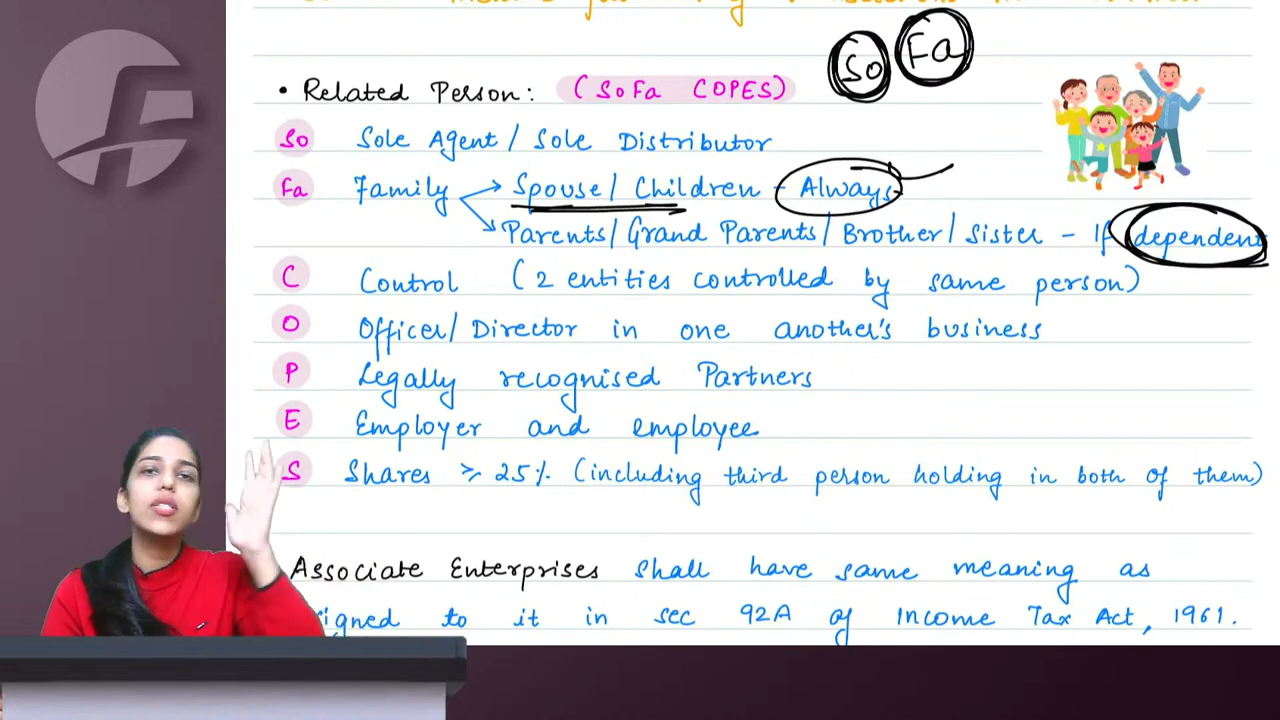 So Fa
• Related Person: (SoFa COPES)
So Sole Agent / Sole Distributor
Fa Family → Spouse / Children - Always
→ Parents / Grand Parents / Brother / Sister - If dependent
C Control (2 entities controlled by same person)
O Officer / Director in one another's business
P Legally recognised Partners
E Employer and employee
S Shares ≥ 25% (including third person holding in both of them)
Associate Enterprises shall have same meaning as
to it in sec 92A of Income Tax Act, 1961.